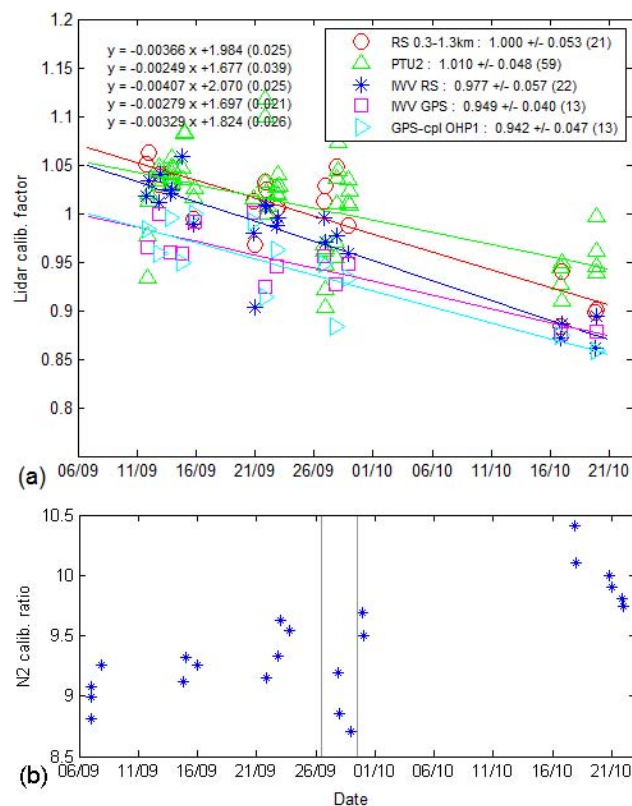 1.2
y = -0.00366 x +1.984 (0.025)
y = -0.00249 x +1.677 (0.039)
y = -0.00407 x +2.070 (0.025)
y = -0.00279 x +1.697 (0.021)
y = -0.00329 x +1.824 (0.026)
RS 0.3-1.3km : 1.000 +/- 0.053 (21)
PTU2 : 1.010 +/- 0.048 (59)
IWV RS : 0.977 +/- 0.057 (22)
IWV GPS : 0.949 +/- 0.040 (13)
GPS-cpl OHP1 : 0.942 +/- 0.047 (13)
1.15
1.1
1.05
1
0.95
0.9
0.85
0.8
Lidar calib. factor
06/09 11/09 16/09 21/09 26/09 01/10 06/10 11/10 16/10 21/10
(a)
10.5
10
9.5
9
8.5
N2 calib. ratio
06/09 11/09 16/09 21/09 26/09 01/10 06/10 11/10 16/10 21/10
(b)
Date